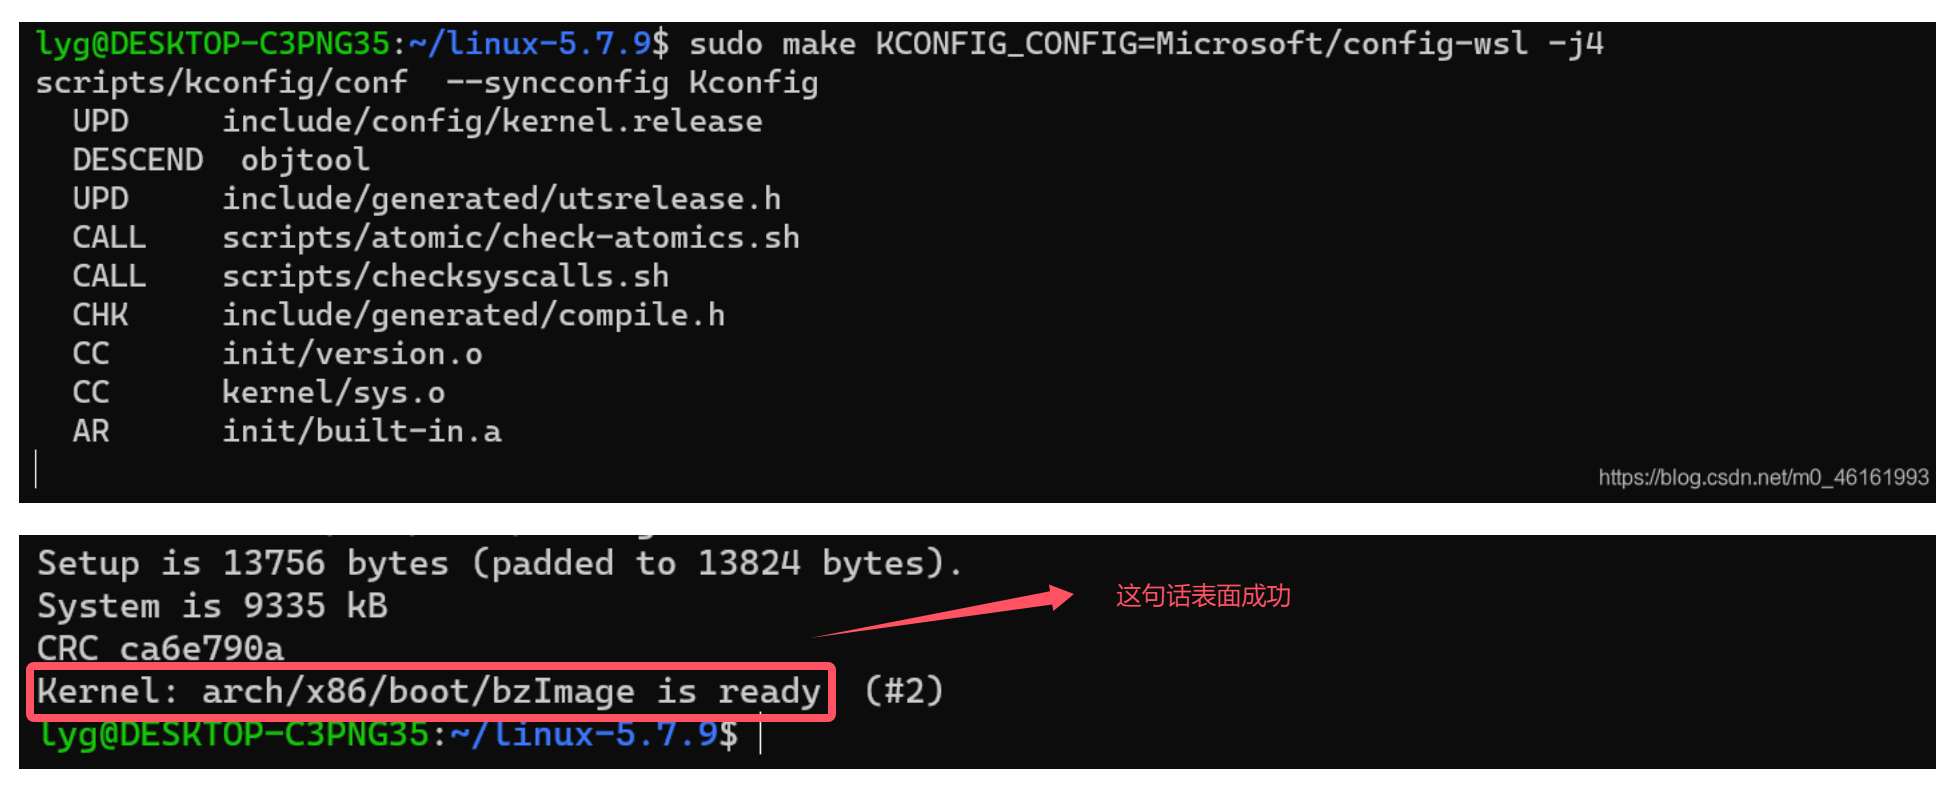 lyg@DESKTOP-C3PNG35:~/linux-5.7.9$ sudo make KCONFIG_CONFIG=Microsoft/config-wsl -j4
scripts/kconfig/conf  --syncconfig Kconfig
  UPD     include/config/kernel.release
  DESCEND  objtool
  UPD     include/generated/utsrelease.h
  CALL    scripts/atomic/check-atomics.sh
  CALL    scripts/checksyscalls.sh
  CHK     include/generated/compile.h
  CC      init/version.o
  CC      kernel/sys.o
  AR      init/built-in.a
https://blog.csdn.net/m0_46161993
Setup is 13756 bytes (padded to 13824 bytes).
这句话表面成功
System is 9335 kB
CRC ca6e790a
Kernel: arch/x86/boot/bzImage is ready  (#2)
lyg@DESKTOP-C3PNG35:~/linux-5.7.9$